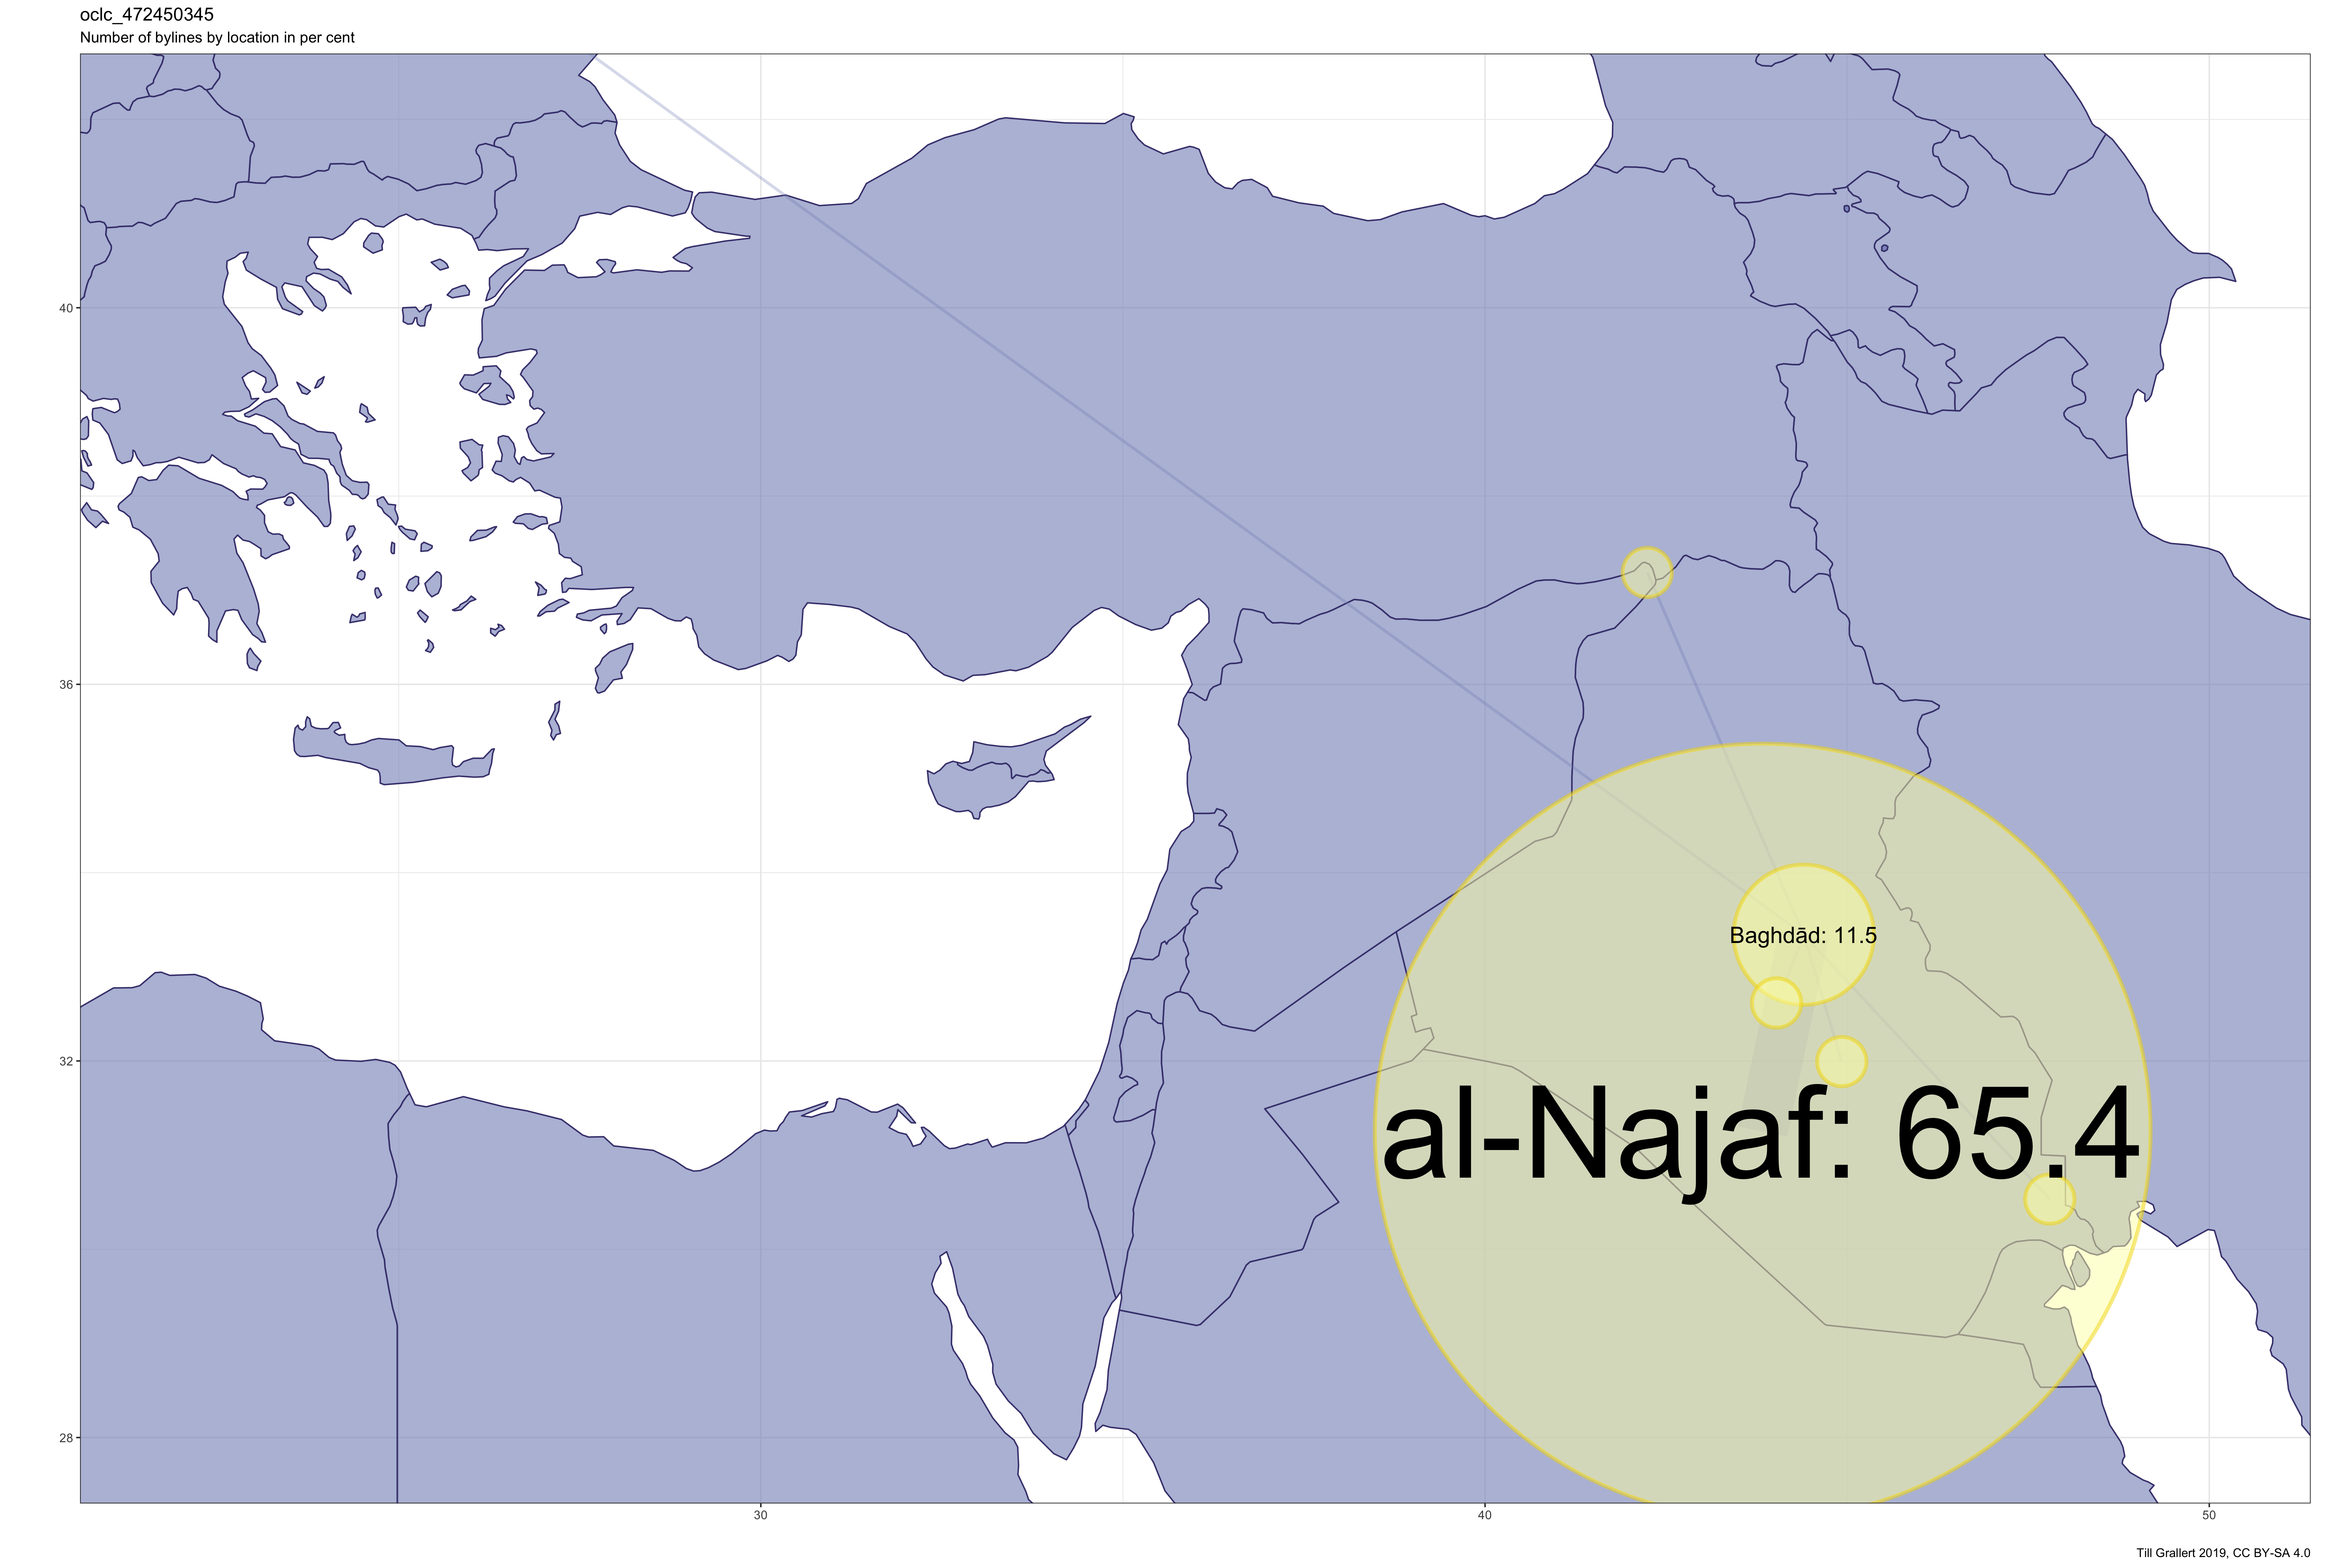 oclc_472450345
Number of bylines by location in per cent
40
36
32
28
Baghdād: 11.5
al-Najaf: 65.4
30
40
50
Till Grallert 2019, CC BY-SA 4.0